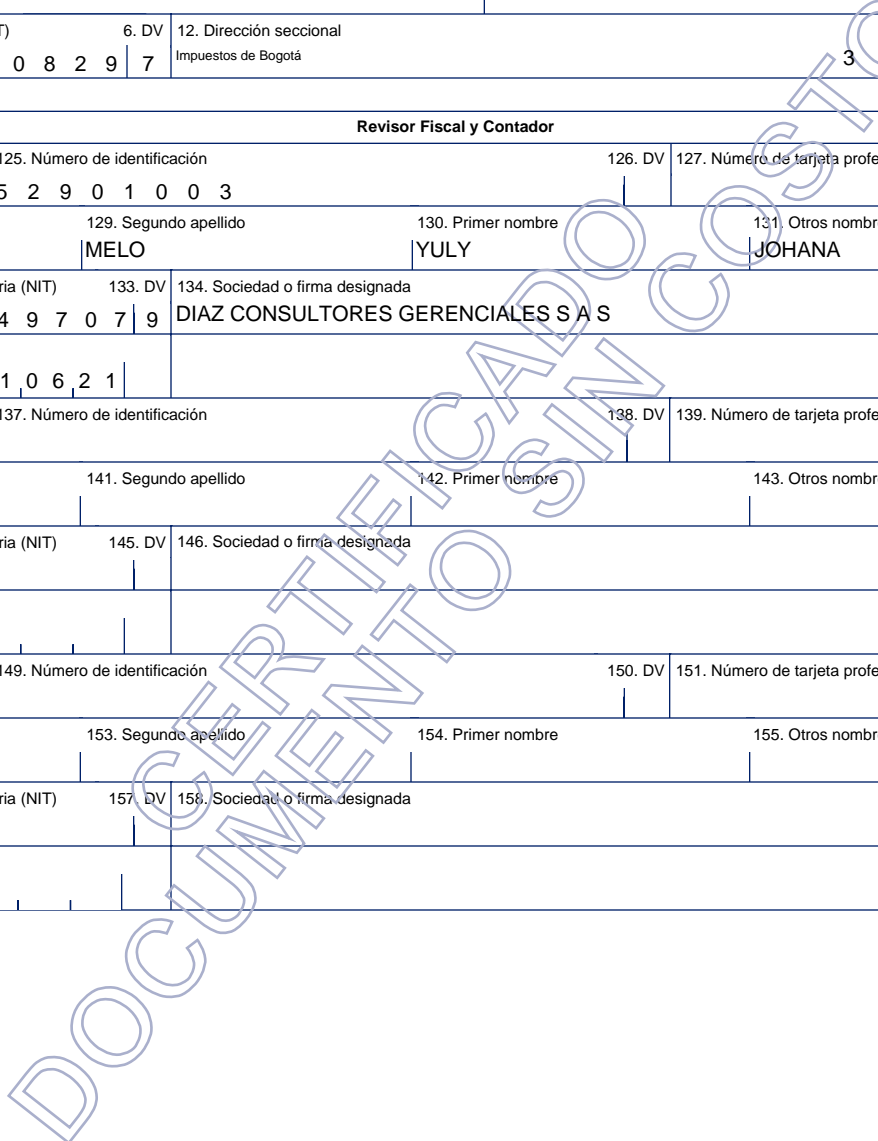 T) 6. DV 12. Dirección seccional
0 8 2 9 7 Impuestos de Bogotá 3
Revisor Fiscal y Contador
125. Número de identificación 126. DV 127. Número de tarjeta profe
5 2 9 0 1 0 0 3
129. Segundo apellido 130. Primer nombre 131. Otros nombr
MELO YULY JOHANA
ria (NIT) 133. DV 134. Sociedad o firma designada
4 9 7 0 7 9 DIAZ CONSULTORES GERENCIALES S A S
1 0 6 2 1
137. Número de identificación 138. DV 139. Número de tarjeta profe
141. Segundo apellido 142. Primer nombre 143. Otros nombr
ria (NIT) 145. DV 146. Sociedad o firma designada
149. Número de identificación 150. DV 151. Número de tarjeta profe
153. Segundo apellido 154. Primer nombre 155. Otros nombr
ria (NIT) 157. DV 158. Sociedad o firma designada
CERTIFICADO
DOCUMENTO SIN COSTO